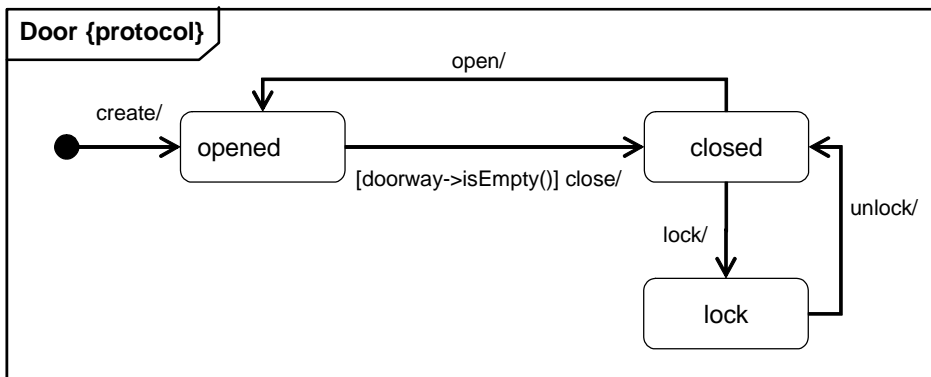 Door {protocol}
open/
create/
opened
closed
[doorway->isEmpty()] close/
unlock/
lock/
lock